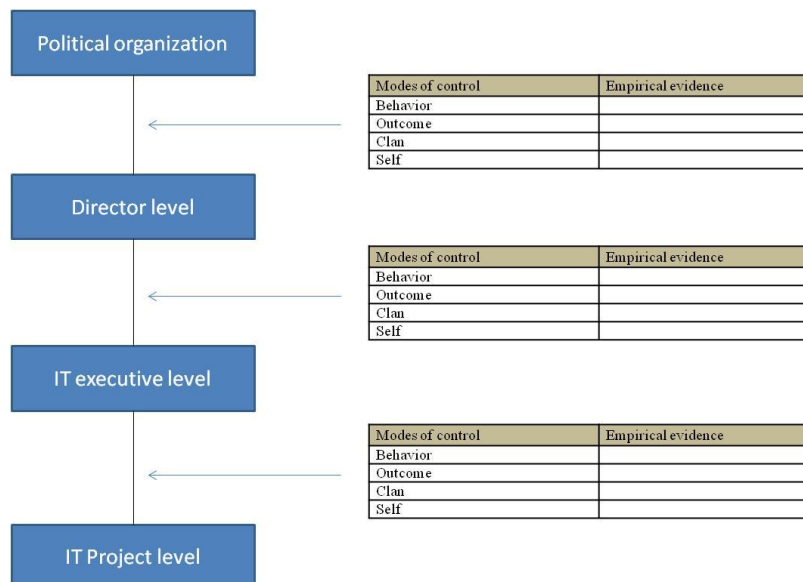 Political organization
Modes of control Empirical evidence
Behavior
Outcome
Clan
Self
Director level
Modes of control Empirical evidence
Behavior
Outcome
Clan
Self
IT executive level
Modes of control Empirical evidence
Behavior
Outcome
Clan
Self
IT Project level